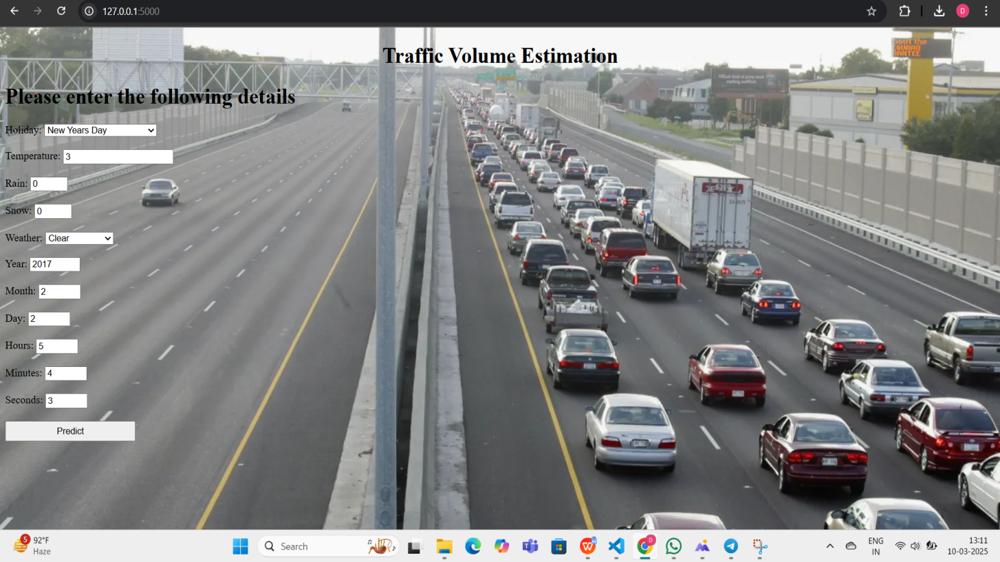 127.0.0.1:5000
D
Traffic Volume Estimation
Please enter the following details
Holiday: New Years Day
Temperature: 3
Rain: 0
Snow: 0
Weather: Clear
Year: 2017
Month: 2
Day: 2
Hours: 5
Minutes: 4
Seconds: 3
Predict
5
92°F
Haze
Search
D
ENG
IN
13:11
10-03-2025